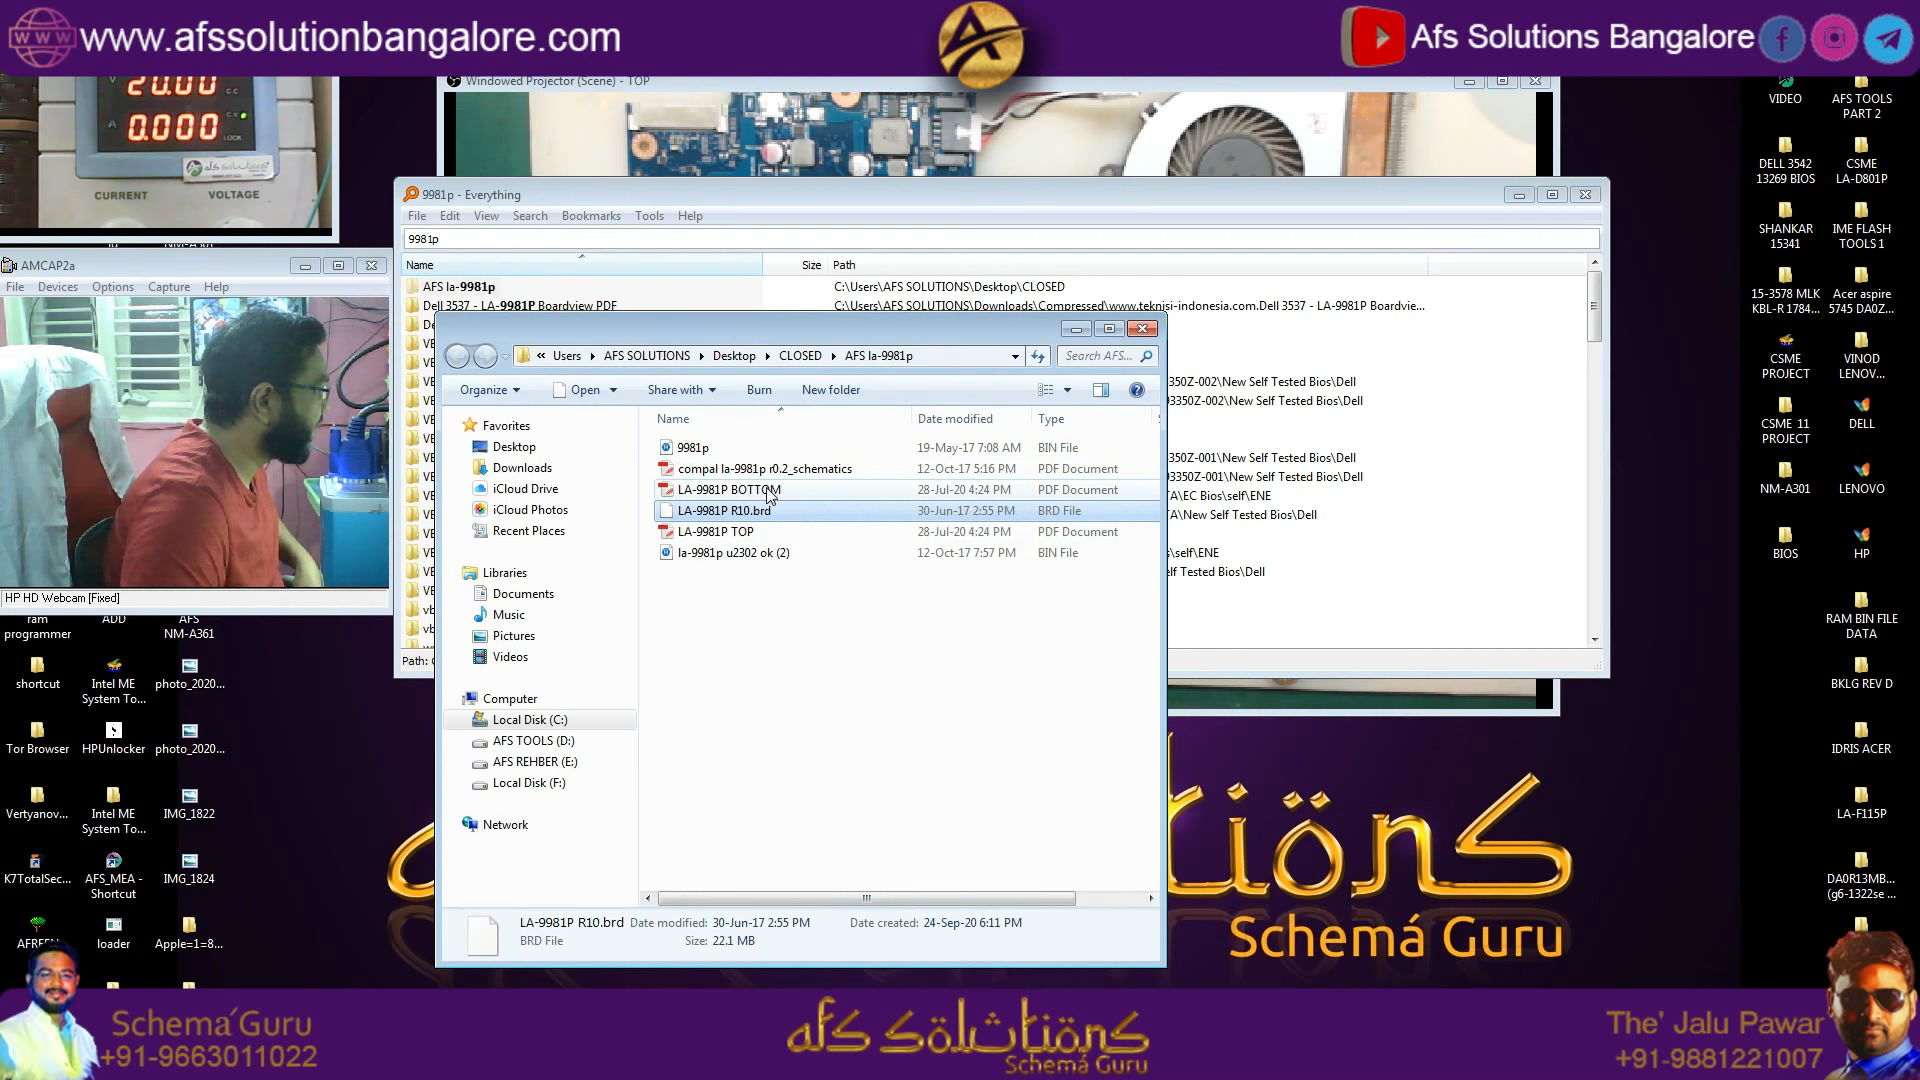 www.afssolutionbangalore.com
Afs Solutions Bangalore
20.00
0.000
CURRENT VOLTAGE
afs solutions
Windowed Projector (Scene) - TOP
AMCAP2a
File Devices Options Capture Help
HP HD Webcam [Fixed]
9981p - Everything
File Edit View Search Bookmarks Tools Help
9981p
Name Size Path
AFS la-9981p C:\Users\AFS SOLUTIONS\Desktop\CLOSED
Dell 3537 - LA-9981P Boardview PDF C:\Users\AFS SOLUTIONS\Downloads\Compressed\www.teknisi-indonesia.com.Dell 3537 - LA-9981P Boardvie...
3350Z-002\New Self Tested Bios\Dell
3350Z-002\New Self Tested Bios\Dell
3350Z-001\New Self Tested Bios\Dell
3350Z-001\New Self Tested Bios\Dell
TA\EC Bios\self\ENE
TA\New Self Tested Bios\Dell
s\self\ENE
elf Tested Bios\Dell
Path:
« Users AFS SOLUTIONS Desktop CLOSED AFS la-9981p
Search AFS...
Organize Open Share with Burn New folder
Favorites
Desktop
Downloads
iCloud Drive
iCloud Photos
Recent Places
Libraries
Documents
Music
Pictures
Videos
Computer
Local Disk (C:)
AFS TOOLS (D:)
AFS REHBER (E:)
Local Disk (F:)
Network
Name Date modified Type
9981p 19-May-17 7:08 AM BIN File
compal la-9981p r0.2_schematics 12-Oct-17 5:16 PM PDF Document
LA-9981P BOTTOM 28-Jul-20 4:24 PM PDF Document
LA-9981P R10.brd 30-Jun-17 2:55 PM BRD File
LA-9981P TOP 28-Jul-20 4:24 PM PDF Document
la-9981p u2302 ok (2) 12-Oct-17 7:57 PM BIN File
LA-9981P R10.brd Date modified: 30-Jun-17 2:55 PM Date created: 24-Sep-20 6:11 PM
BRD File Size: 22.1 MB
ram programmer
ADD
AFS NM-A361
shortcut
Intel ME System To...
photo_2020...
Tor Browser
HPUnlocker
photo_2020...
Vertyanov...
Intel ME System To...
IMG_1822
K7TotalSec...
AFS_MEA - Shortcut
IMG_1824
AFREEN
loader
Apple=1=8...
VIDEO
AFS TOOLS PART 2
DELL 3542 13269 BIOS
CSME LA-D801P
SHANKAR 15341
IME FLASH TOOLS 1
15-3578 MLK KBL-R 1784...
Acer aspire 5745 DA0Z...
CSME PROJECT
VINOD LENOV...
CSME 11 PROJECT
DELL
NM-A301
LENOVO
BIOS
HP
RAM BIN FILE DATA
BKLG REV D
IDRIS ACER
LA-F115P
DA0R13MB... (g6-1322se ...
Schemá Guru
Schema'Guru
+91-9663011022
afs sölutiöns
Schemá Guru
The' Jalu Pawar
+91-9881221007